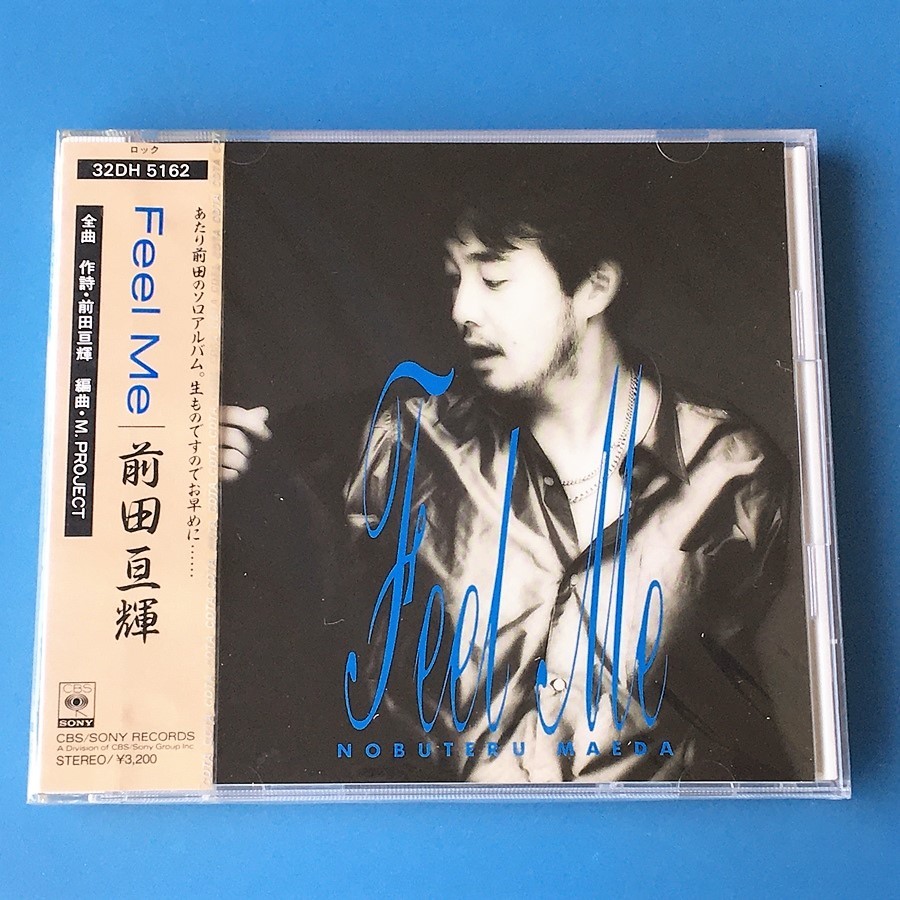 ロック
32DH 5162
Feel Me
前田亘輝
あたり前田のソロアルバム。生ものですのでお早めに……
全曲 作詩・前田亘輝 編曲・M. PROJECT
CBS
SONY
CBS/SONY RECORDS
A Division of CBS/Sony Group Inc
STEREO/¥3,200
Feel Me
NOBUTERU MAEDA